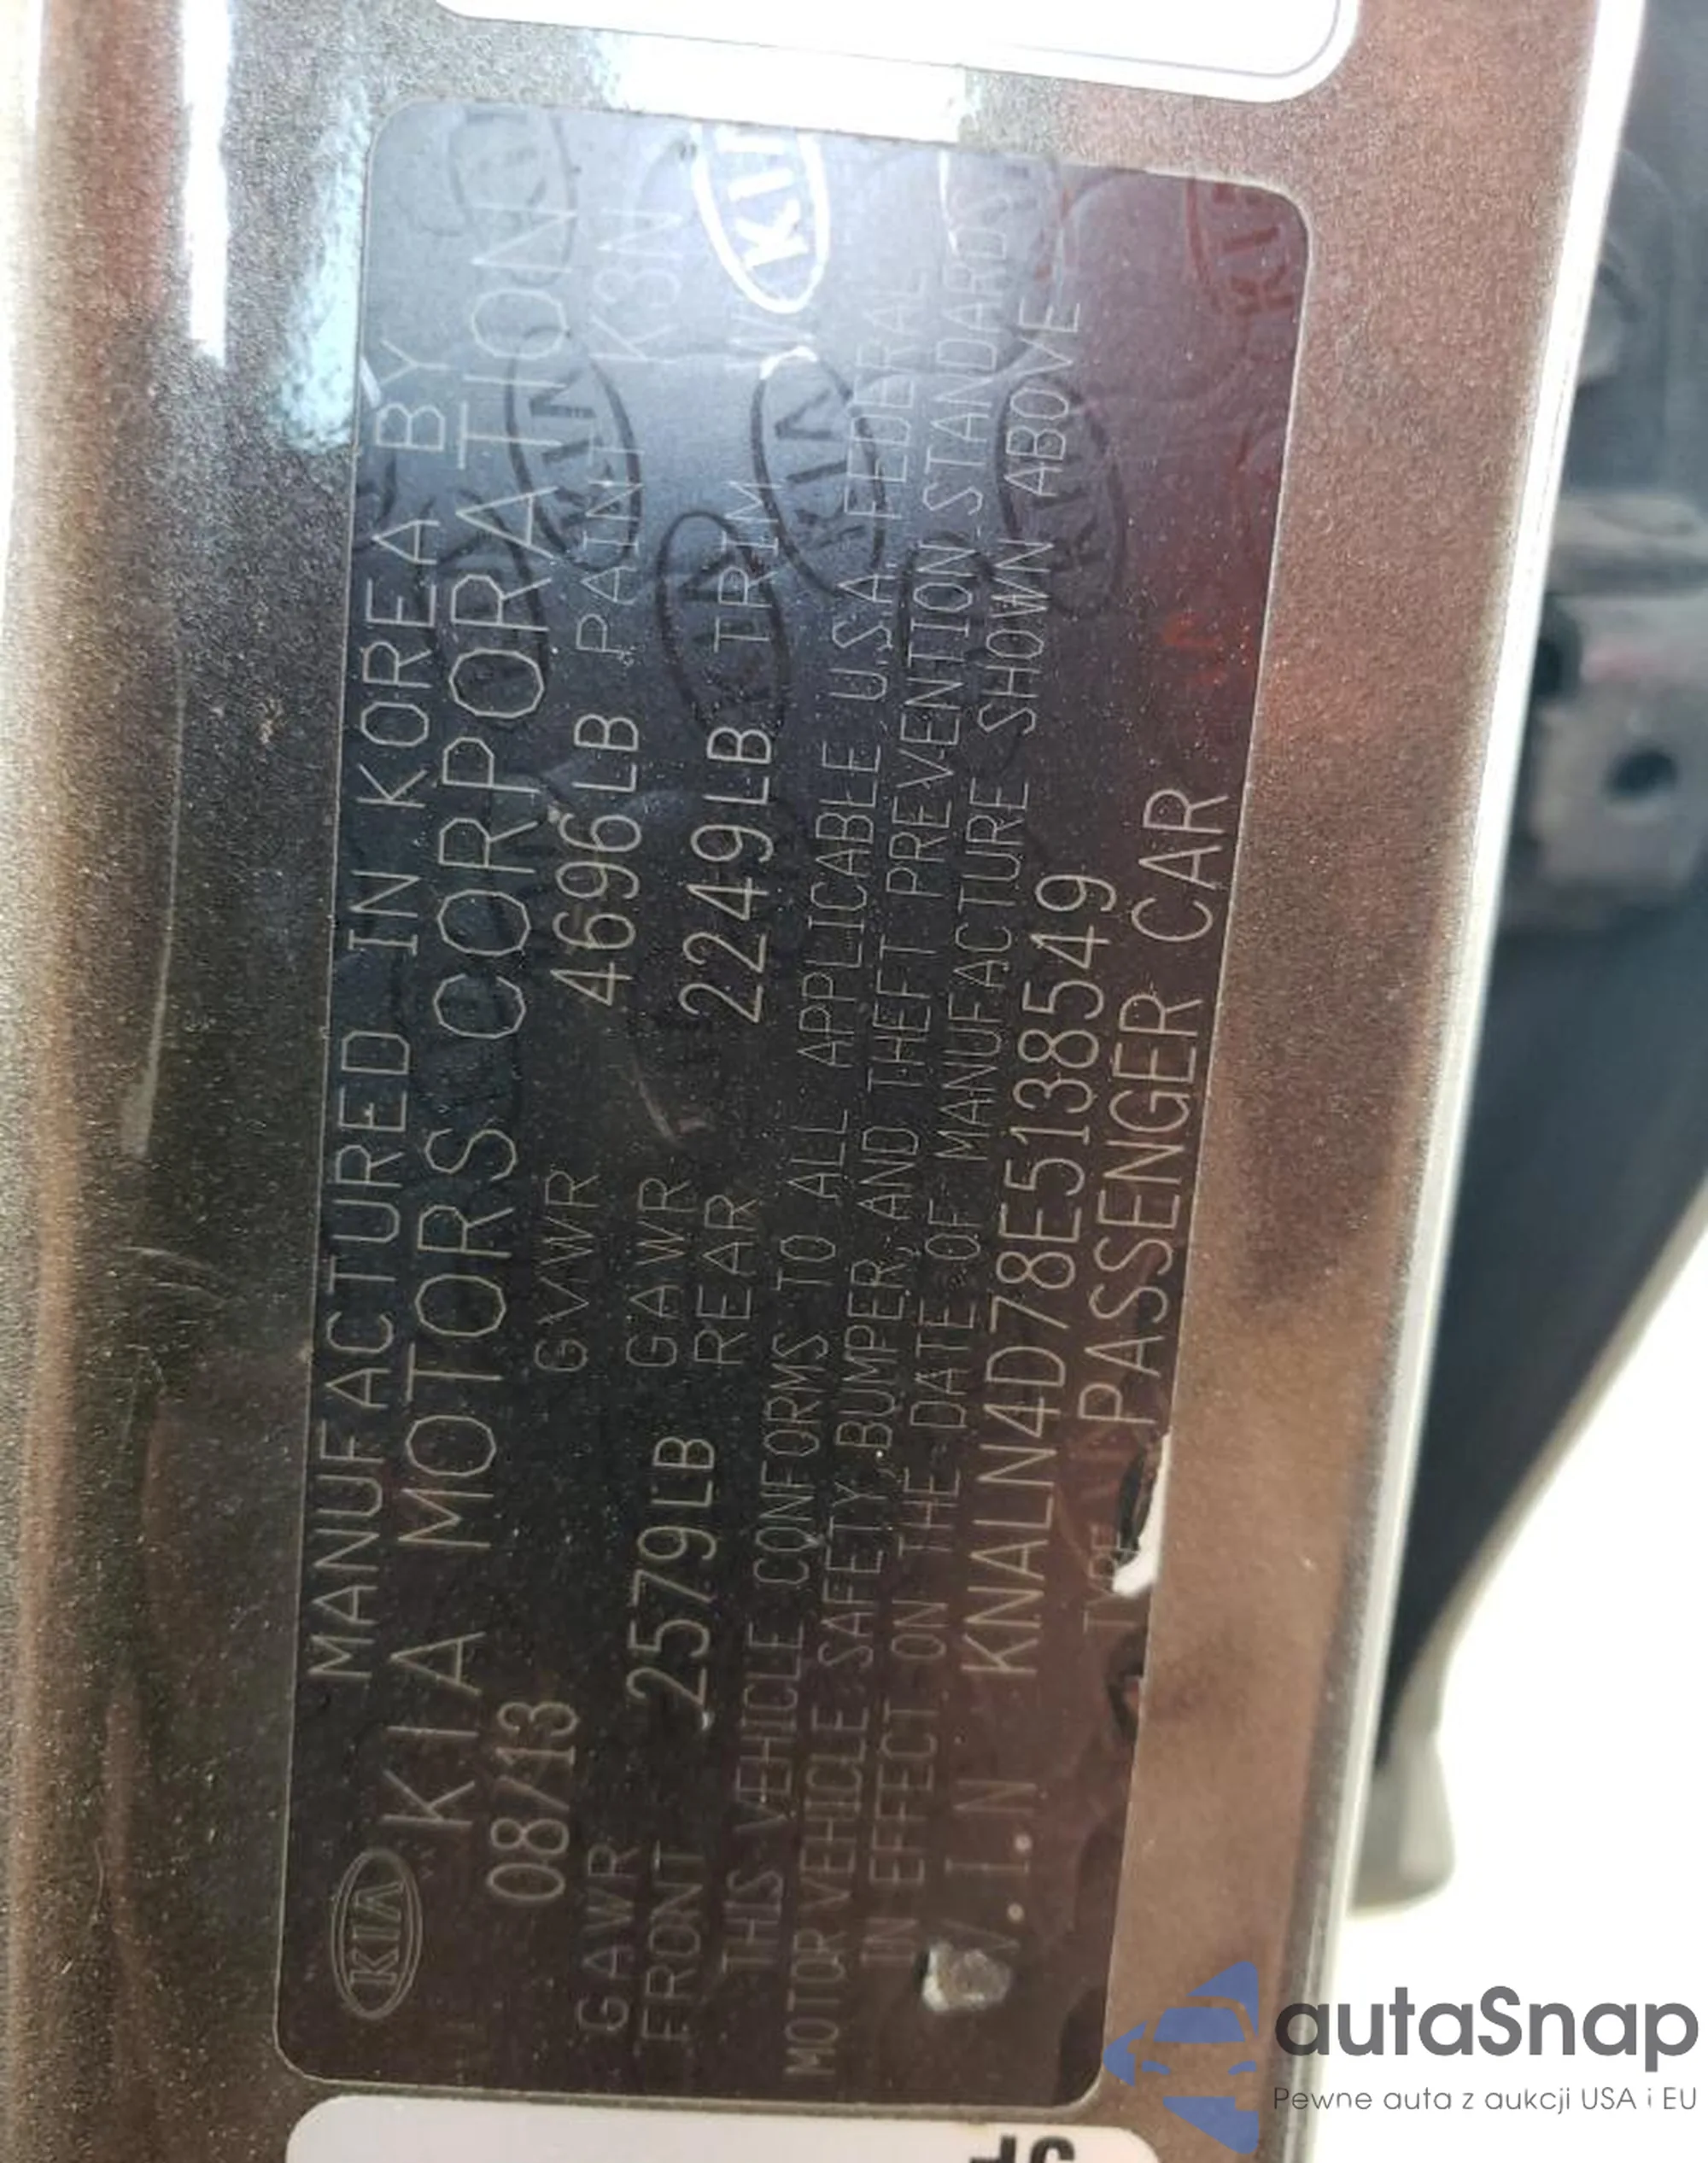 KIA
MANUFACTURED IN KOREA BY
KIA MOTORS CORPORATION
08/13 GVWR 4696LB PAINT K3N
GAWR FRONT 2579LB GAWR REAR 2249LB TRIM
THIS VEHICLE CONFORMS TO ALL APPLICABLE U.S.A. FEDERAL
MOTOR VEHICLE SAFETY, BUMPER, AND THEFT PREVENTION STANDARDS
IN EFFECT ON THE DATE OF MANUFACTURE SHOWN ABOVE
V.I.N KNALN4D78E5138549
TYPE PASSENGER CAR
autaSnap
Pewne auta z aukcji USA i EU